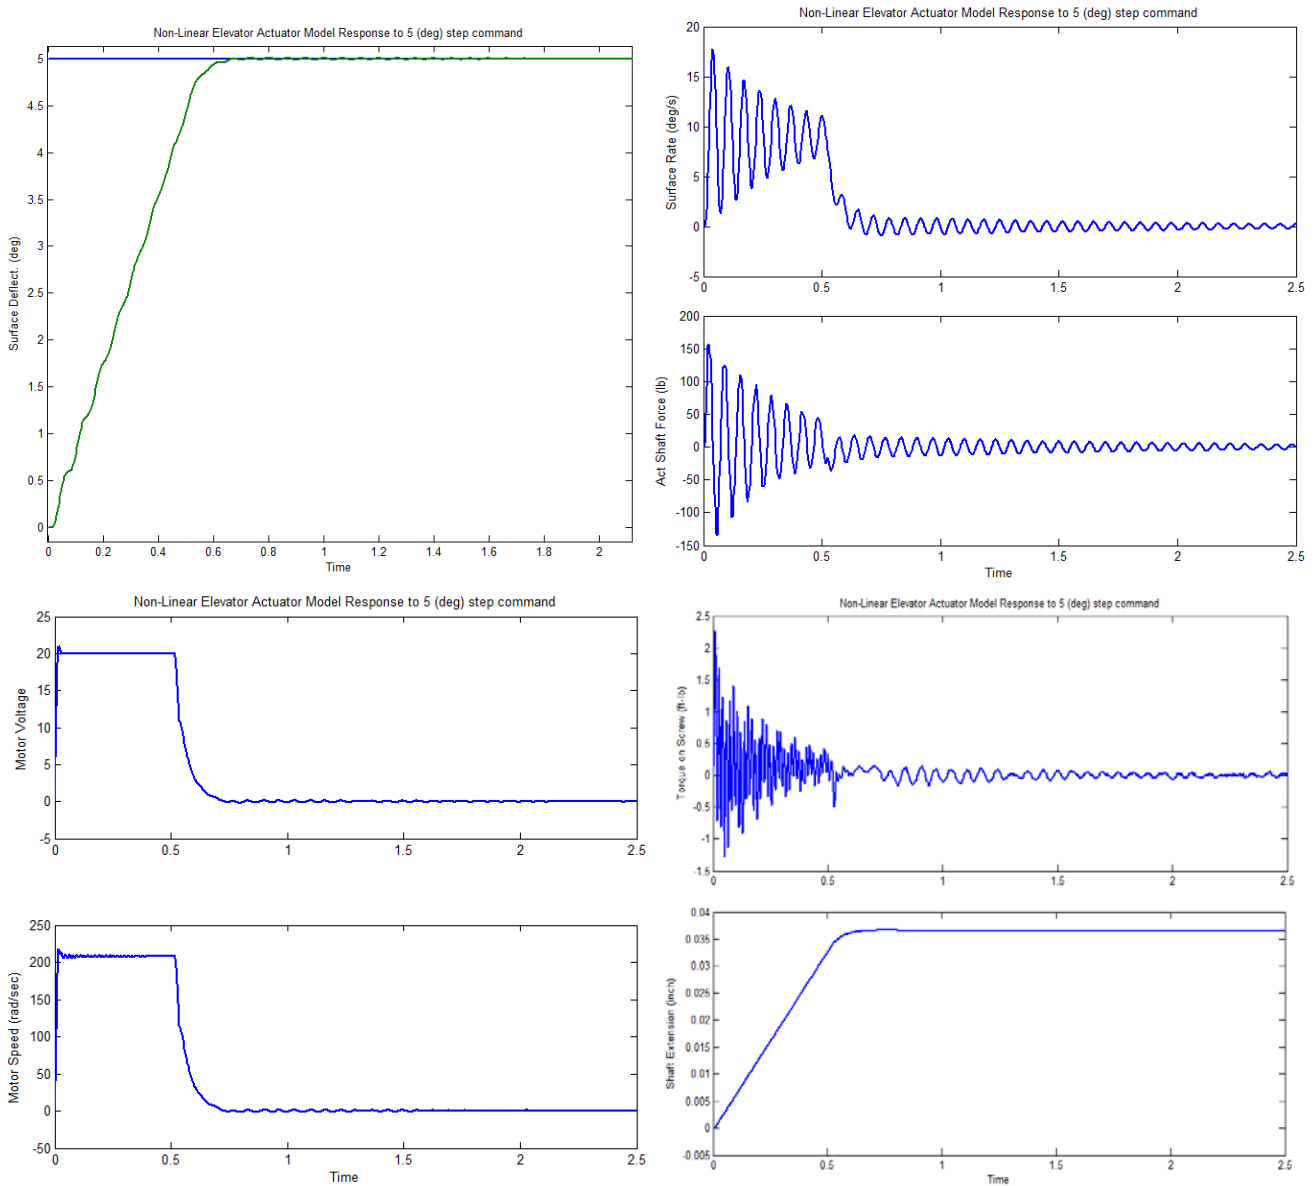 Non-Linear Elevator Actuator Model Response to 5 (deg) step command
Surface Deflect. (deg)
5
4.5
4
3.5
3
2.5
2
1.5
1
0.5
0
0 0.2 0.4 0.6 0.8 1 1.2 1.4 1.6 1.8 2
Time
Non-Linear Elevator Actuator Model Response to 5 (deg) step command
Surface Rate (deg/s)
20
15
10
5
0
-5
0 0.5 1 1.5 2 2.5
Act Shaft Force (lb)
200
150
100
50
0
-50
-100
-150
0 0.5 1 1.5 2 2.5
Time
Non-Linear Elevator Actuator Model Response to 5 (deg) step command
Motor Voltage
25
20
15
10
5
0
-5
0 0.5 1 1.5 2 2.5
Motor Speed (rad/sec)
250
200
150
100
50
0
-50
0 0.5 1 1.5 2 2.5
Time
Non-Linear Elevator Actuator Model Response to 5 (deg) step command
Torque on Screw (ft-lb)
2.5
2
1.5
1
0.5
0
-0.5
-1
-1.5
0 0.5 1 1.5 2 2.5
Shaft Extension (inch)
0.04
0.035
0.03
0.025
0.02
0.015
0.01
0.005
0
-0.005
0 0.5 1 1.5 2 2.5
Time